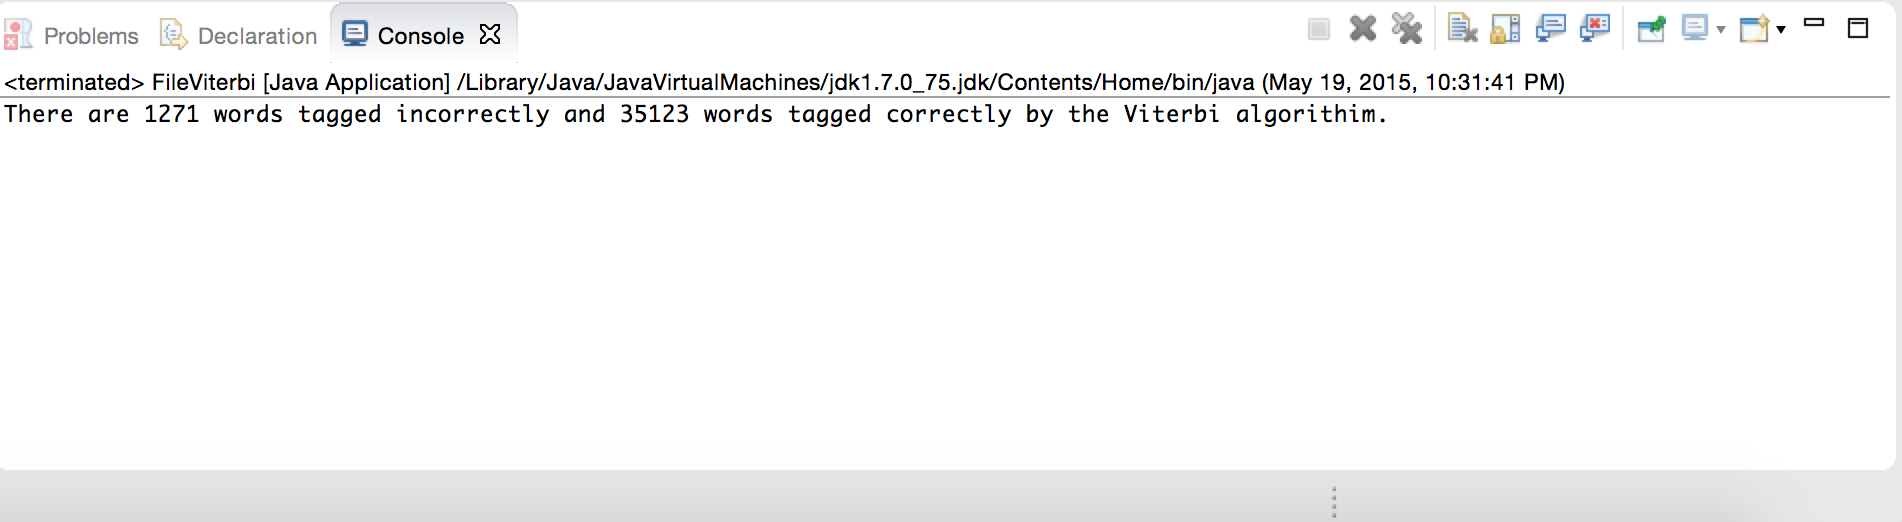 Problems Declaration Console
<terminated> FileViterbi [Java Application] /Library/Java/JavaVirtualMachines/jdk1.7.0_75.jdk/Contents/Home/bin/java (May 19, 2015, 10:31:41 PM)
There are 1271 words tagged incorrectly and 35123 words tagged correctly by the Viterbi algorithim.